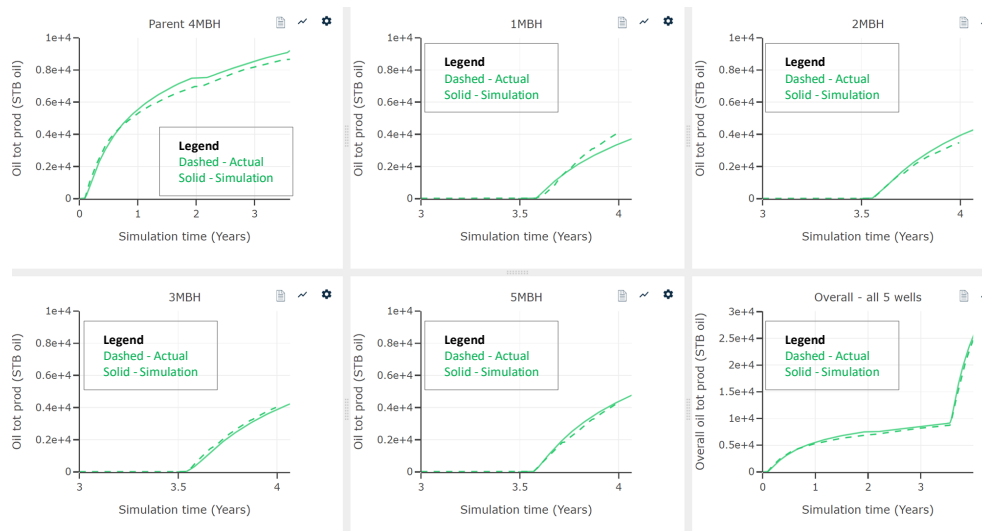 Parent 4MBH
Oil tot prod (STB oil)
1e+4
0.8e+4
0.6e+4
0.4e+4
0.2e+4
0
Legend
Dashed - Actual
Solid - Simulation
0
1
2
3
Simulation time (Years)
1MBH
Oil tot prod (STB oil)
1e+4
0.8e+4
0.6e+4
0.4e+4
0.2e+4
0
Legend
Dashed - Actual
Solid - Simulation
3
3.5
4
Simulation time (Years)
2MBH
Oil tot prod (STB oil)
1e+4
0.8e+4
0.6e+4
0.4e+4
0.2e+4
0
Legend
Dashed - Actual
Solid - Simulation
3
3.5
4
Simulation time (Years)
3MBH
Oil tot prod (STB oil)
1e+4
0.8e+4
0.6e+4
0.4e+4
0.2e+4
0
Legend
Dashed - Actual
Solid - Simulation
3
3.5
4
Simulation time (Years)
5MBH
Oil tot prod (STB oil)
1e+4
0.8e+4
0.6e+4
0.4e+4
0.2e+4
0
Legend
Dashed - Actual
Solid - Simulation
3
3.5
4
Simulation time (Years)
Overall - all 5 wells
Overall oil tot prod (STB oil)
3e+4
2.5e+4
2e+4
1.5e+4
1e+4
0.5e+4
0
Legend
Dashed - Actual
Solid - Simulation
0
1
2
3
Simulation time (Years)